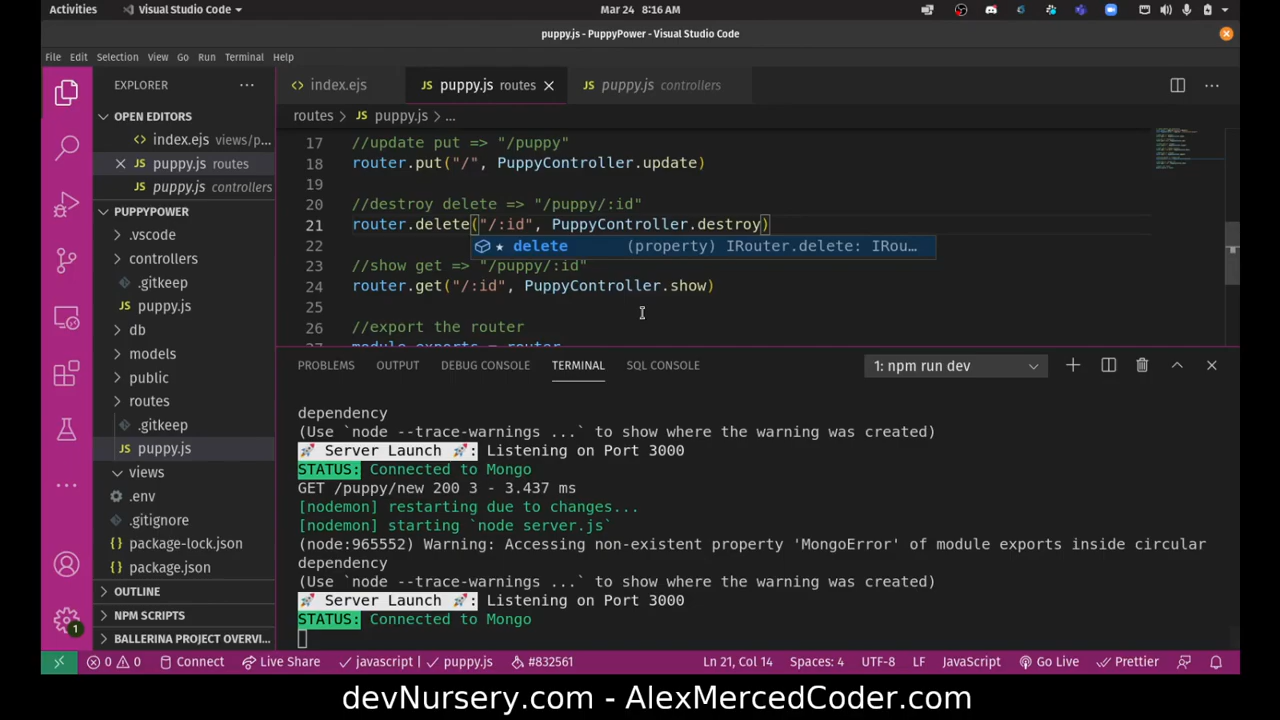 Activities
Visual Studio Code
Mar 24 8:16 AM
puppy.js - PuppyPower - Visual Studio Code
File Edit Selection View Go Run Terminal Help
EXPLORER
OPEN EDITORS
index.ejs views/p...
puppy.js routes
puppy.js controllers
PUPPYPOWER
.vscode
controllers
.gitkeep
puppy.js
db
models
public
routes
.gitkeep
puppy.js
views
.env
.gitignore
package-lock.json
package.json
OUTLINE
NPM SCRIPTS
BALLERINA PROJECT OVERVI...
index.ejs
JS puppy.js routes
JS puppy.js controllers
routes > JS puppy.js > ...
17 //update put => "/puppy"
18 router.put("/", PuppyController.update)
19
20 //destroy delete => "/puppy/:id"
21 router.delete("/:id", PuppyController.destroy)
22
delete (property) IRouter.delete: IRou...
23 //show get => "/puppy/:id"
24 router.get("/:id", PuppyController.show)
25
26 //export the router
27 module.exports = router
PROBLEMS OUTPUT DEBUG CONSOLE TERMINAL SQL CONSOLE
1: npm run dev
dependency
(Use `node --trace-warnings ...` to show where the warning was created)
🚀 Server Launch 🚀: Listening on Port 3000
STATUS: Connected to Mongo
GET /puppy/new 200 3 - 3.437 ms
[nodemon] restarting due to changes...
[nodemon] starting `node server.js`
(node:965552) Warning: Accessing non-existent property 'MongoError' of module exports inside circular
dependency
(Use `node --trace-warnings ...` to show where the warning was created)
🚀 Server Launch 🚀: Listening on Port 3000
STATUS: Connected to Mongo
1
0 0 Connect Live Share javascript | puppy.js #832561 Ln 21, Col 14 Spaces: 4 UTF-8 LF JavaScript Go Live Prettier
devNursery.com - AlexMercedCoder.com